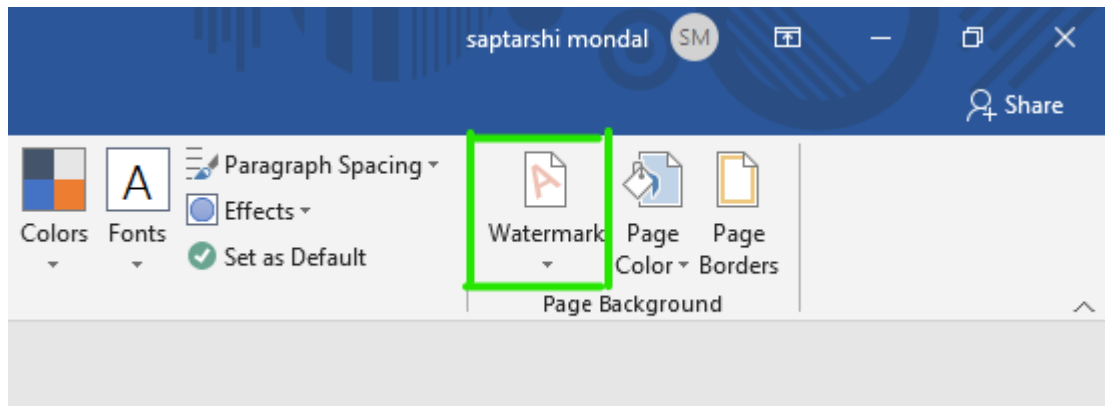 saptarshi mondal SM
Share
A Paragraph Spacing
Effects
Set as Default
Colors Fonts
A
Watermark
Page Color
Page Borders
Page Background